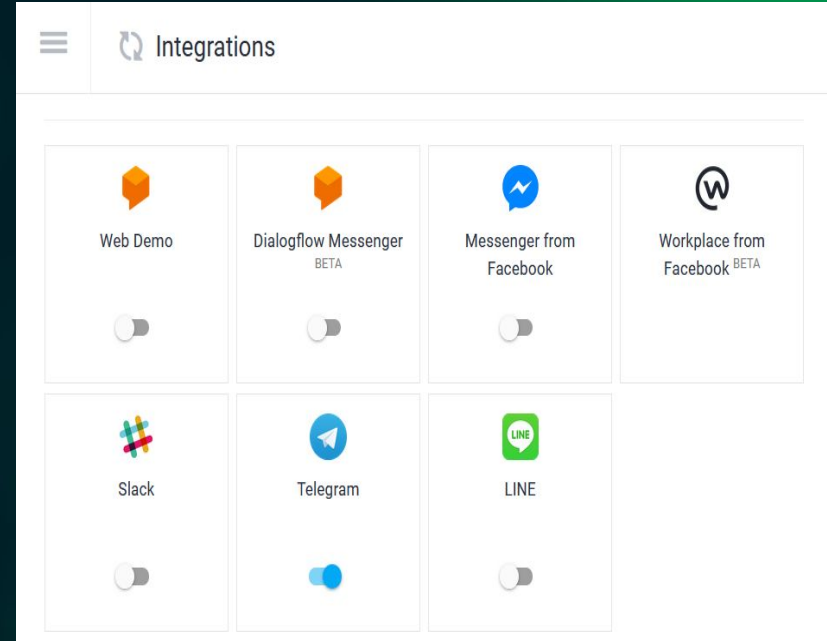 Integrations
Web Demo
Dialogflow Messenger
BETA
Messenger from
Facebook
Workplace from
Facebook BETA
Slack
Telegram
LINE
LINE